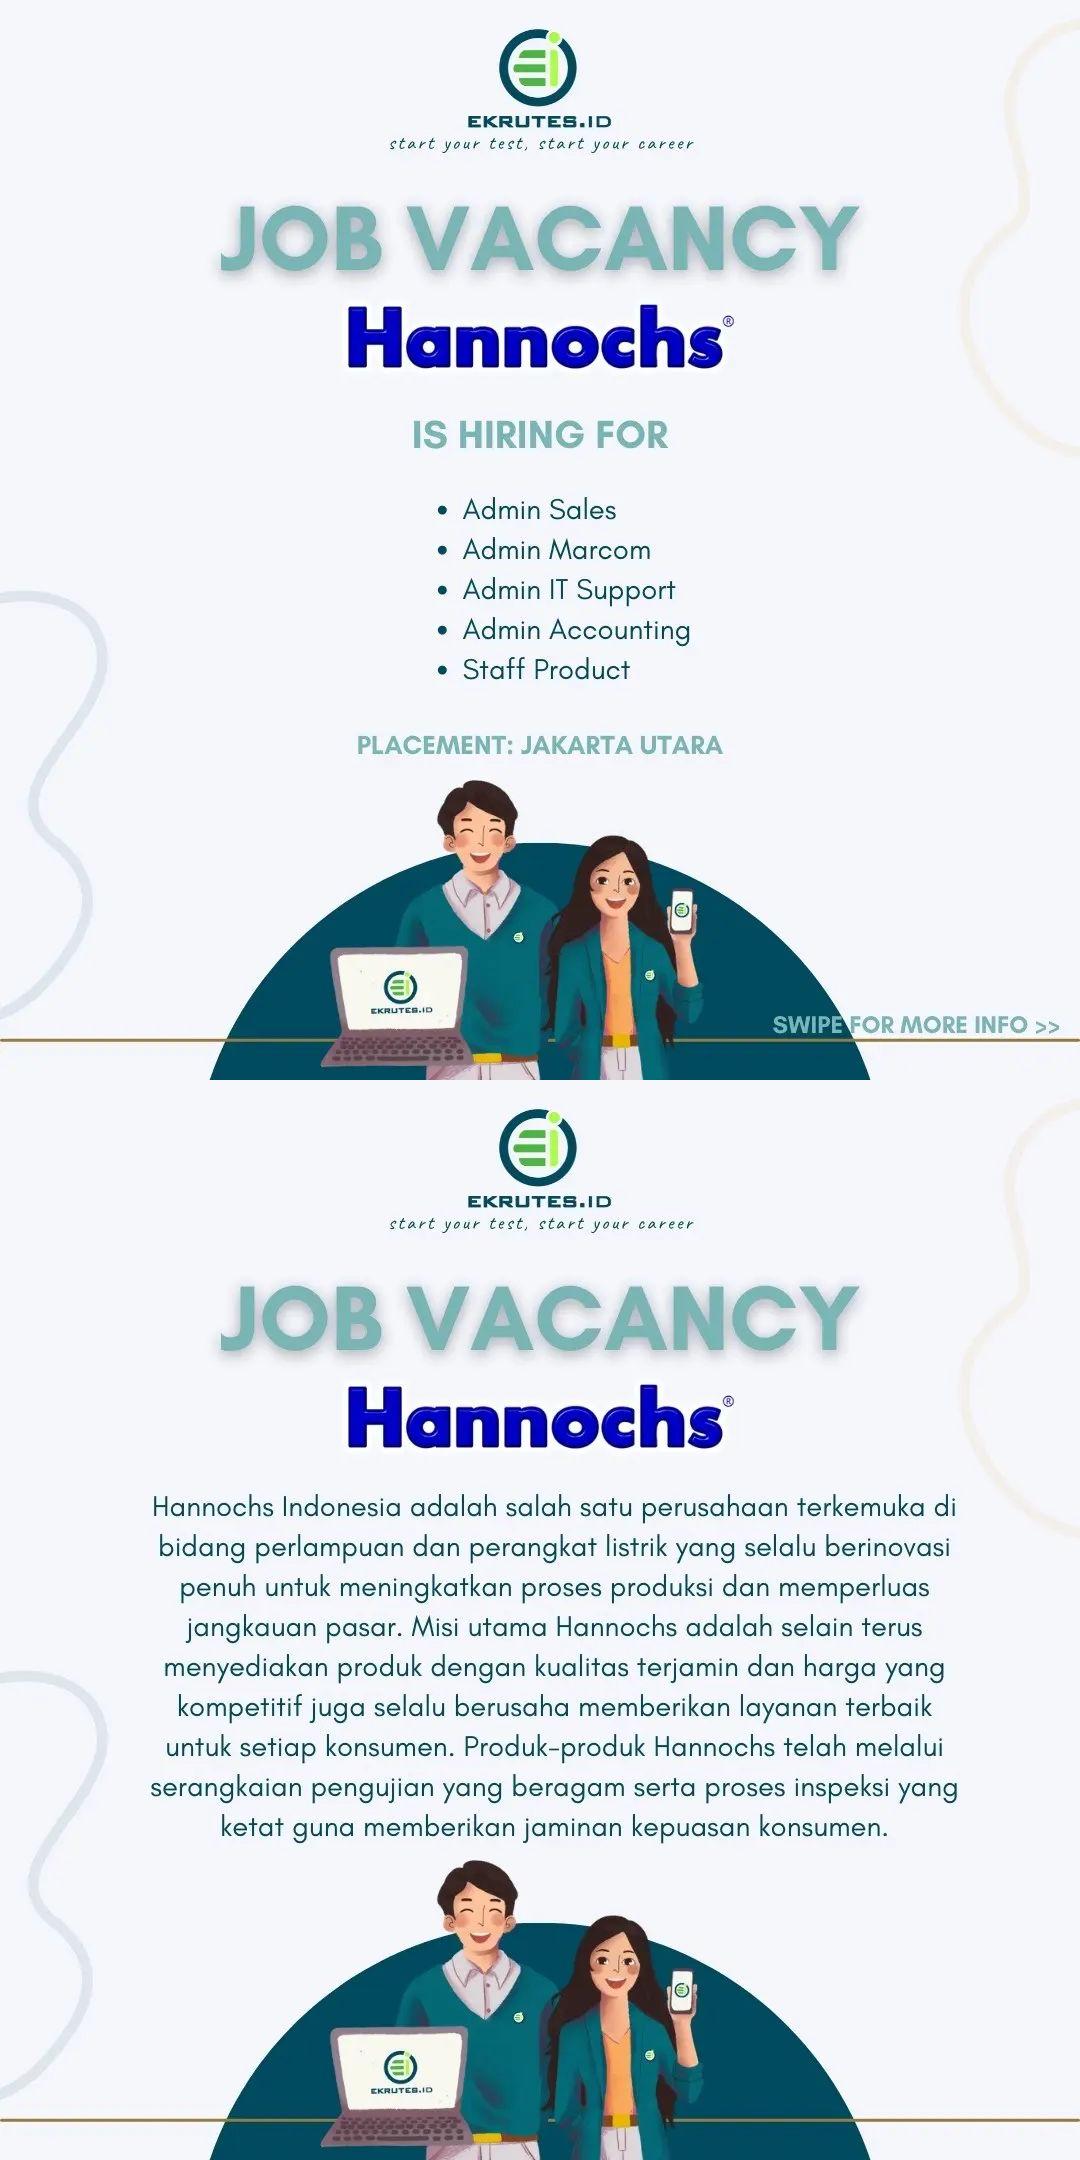 EKRUTES.ID
start your test, start your career
JOB VACANCY
Hannochs®
IS HIRING FOR
• Admin Sales
• Admin Marcom
• Admin IT Support
• Admin Accounting
• Staff Product
PLACEMENT: JAKARTA UTARA
EKRUTES.ID
SWIPE FOR MORE INFO >>
EKRUTES.ID
start your test, start your career
JOB VACANCY
Hannochs®
Hannochs Indonesia adalah salah satu perusahaan terkemuka di
bidang perlampuan dan perangkat listrik yang selalu berinovasi
penuh untuk meningkatkan proses produksi dan memperluas
jangkauan pasar. Misi utama Hannochs adalah selain terus
menyediakan produk dengan kualitas terjamin dan harga yang
kompetitif juga selalu berusaha memberikan layanan terbaik
untuk setiap konsumen. Produk-produk Hannochs telah melalui
serangkaian pengujian yang beragam serta proses inspeksi yang
ketat guna memberikan jaminan kepuasan konsumen.
EKRUTES.ID